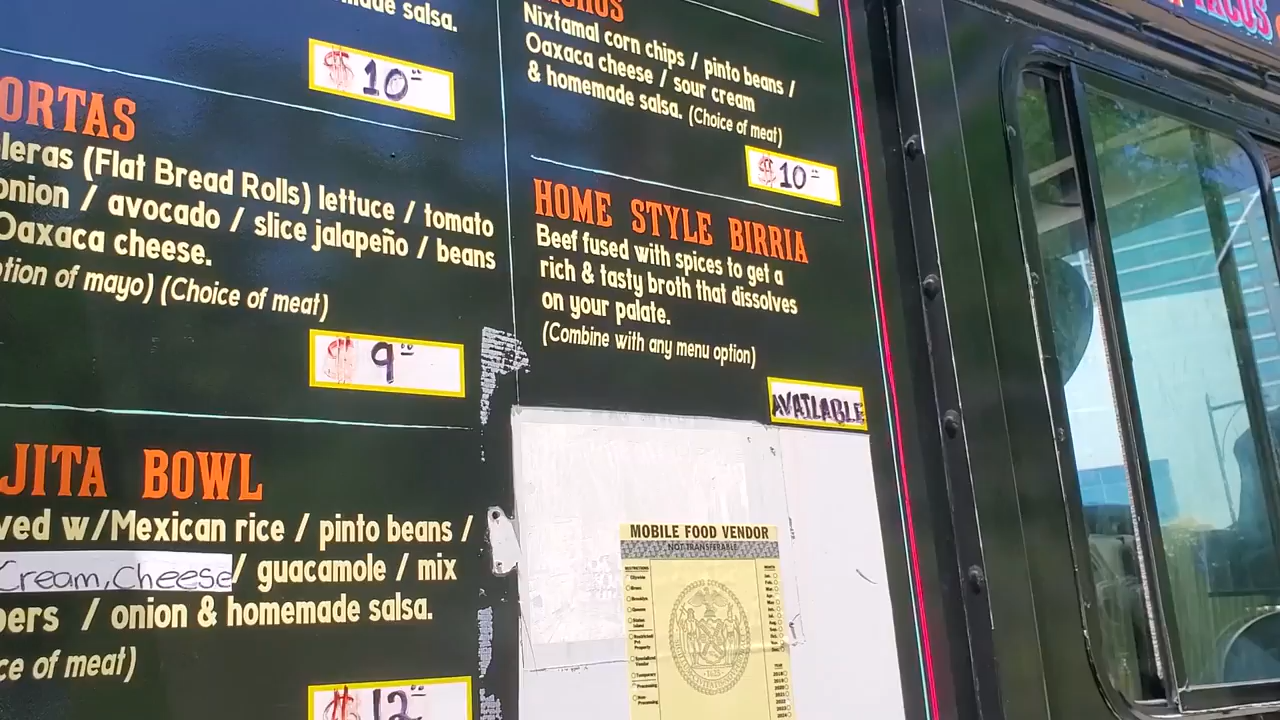 made salsa.
$10
ORTAS
leras (Flat Bread Rolls) lettuce / tomato
onion / avocado / slice jalapeño / beans
Oaxaca cheese.
tion of mayo) (Choice of meat)
$9
JITA BOWL
ved w/Mexican rice / pinto beans /
Cream, Cheese / guacamole / mix
pers / onion & homemade salsa.
ce of meat)
$12
Nixtamal corn chips / pinto beans /
Oaxaca cheese / sour cream
& homemade salsa. (Choice of meat)
$10
HOME STYLE BIRRIA
Beef fused with spices to get a
rich & tasty broth that dissolves
on your palate.
(Combine with any menu option)
AVAILABLE
MOBILE FOOD VENDOR
NOT TRANSFERABLE
TACOS